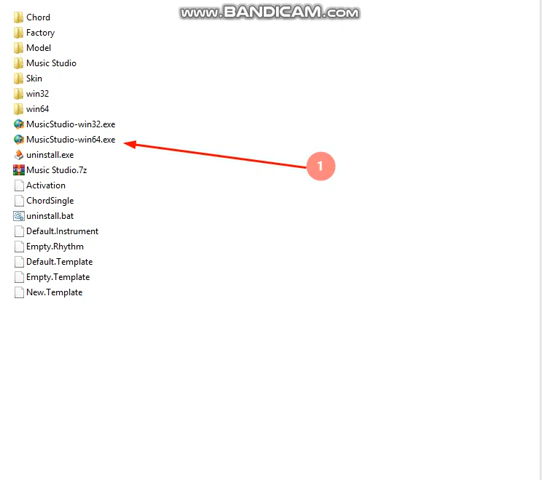 www.BANDICAM.com
Chord
Factory
Model
Music Studio
Skin
win32
win64
MusicStudio-win32.exe
MusicStudio-win64.exe
1
uninstall.exe
Music Studio.7z
Activation
ChordSingle
uninstall.bat
Default.Instrument
Empty.Rhythm
Default.Template
Empty.Template
New.Template